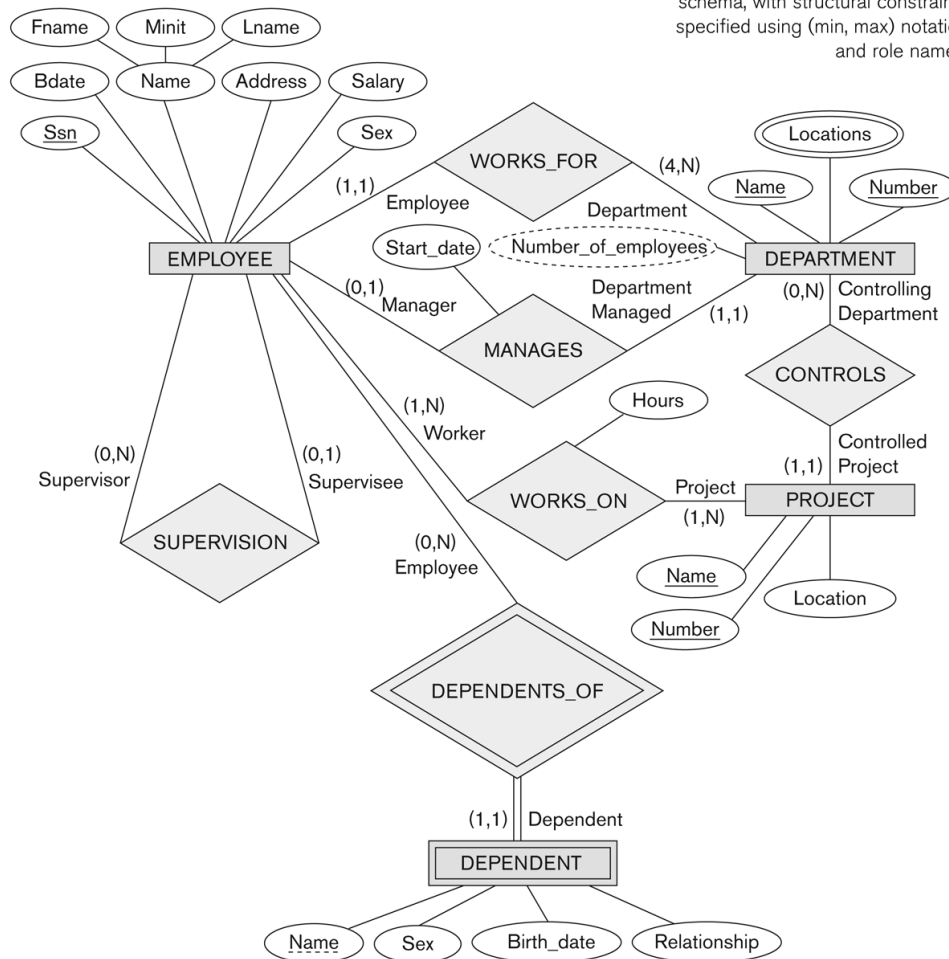 schema, with structural constrain
specified using (min, max) notati
and role name
Fname
Minit
Lname
Bdate
Name
Address
Salary
Ssn
Sex
WORKS_FOR
(1,1)
Employee
(4,N)
Department
Locations
Name
Number
Start_date
Number_of_employees
EMPLOYEE
DEPARTMENT
(0,1)
Manager
MANAGES
Department
Managed
(1,1)
(0,N)
Controlling
Department
CONTROLS
Hours
(1,N)
Worker
(0,N)
Supervisor
(0,1)
Supervisee
Controlled
Project
(1,1)
WORKS_ON
Project
(1,N)
PROJECT
SUPERVISION
(0,N)
Employee
Name
Number
Location
DEPENDENTS_OF
(1,1)
Dependent
DEPENDENT
Name
Sex
Birth_date
Relationship